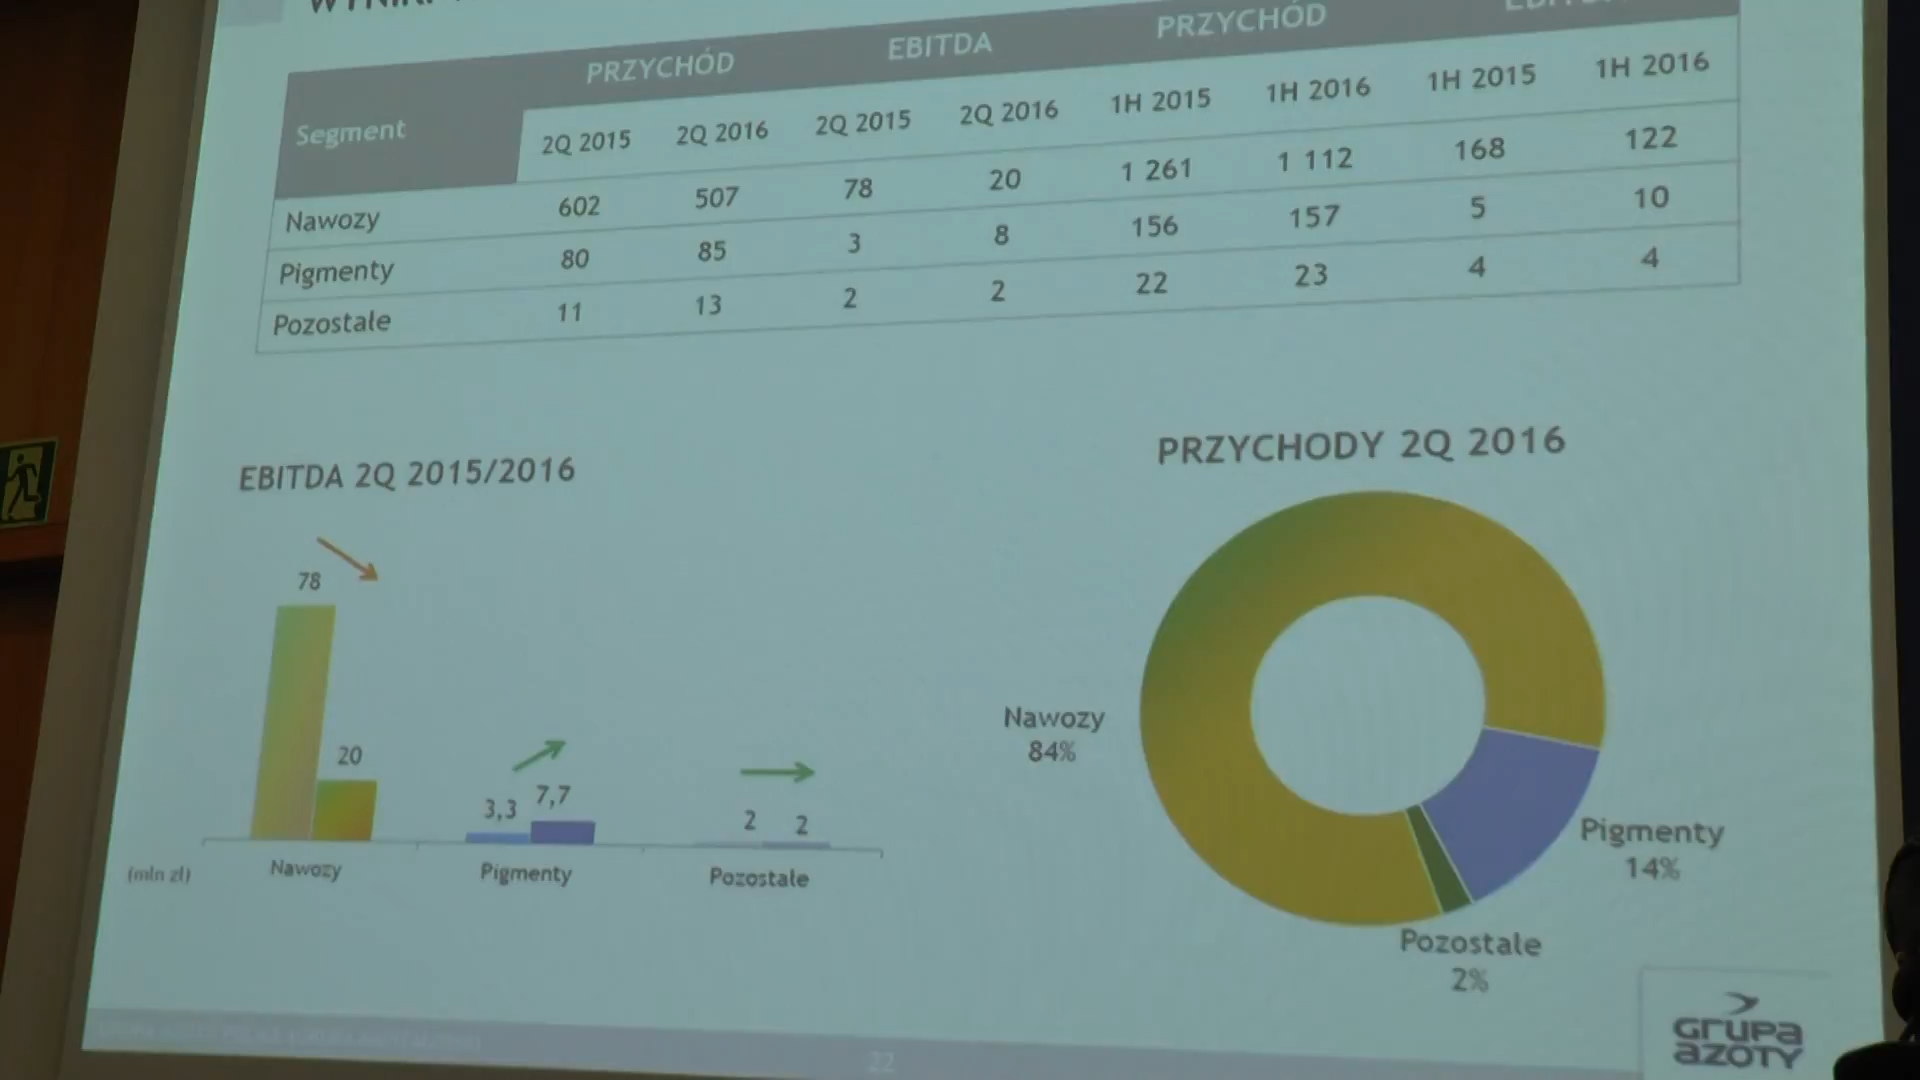 PRZYCHÓD EBITDA PRZYCHÓD
Segment 2Q 2015 2Q 2016 2Q 2015 2Q 2016 1H 2015 1H 2016 1H 2015 1H 2016
Nawozy 602 507 78 20 1 261 1 112 168 122
Pigmenty 80 85 3 8 156 157 5 10
Pozostałe 11 13 2 2 22 23 4 4
EBITDA 2Q 2015/2016
78
20
3,3 7,7
2 2
(mln zł) Nawozy Pigmenty Pozostałe
PRZYCHODY 2Q 2016
Nawozy
84%
Pigmenty
14%
Pozostałe
2%
22
GRUPA
AZOTY